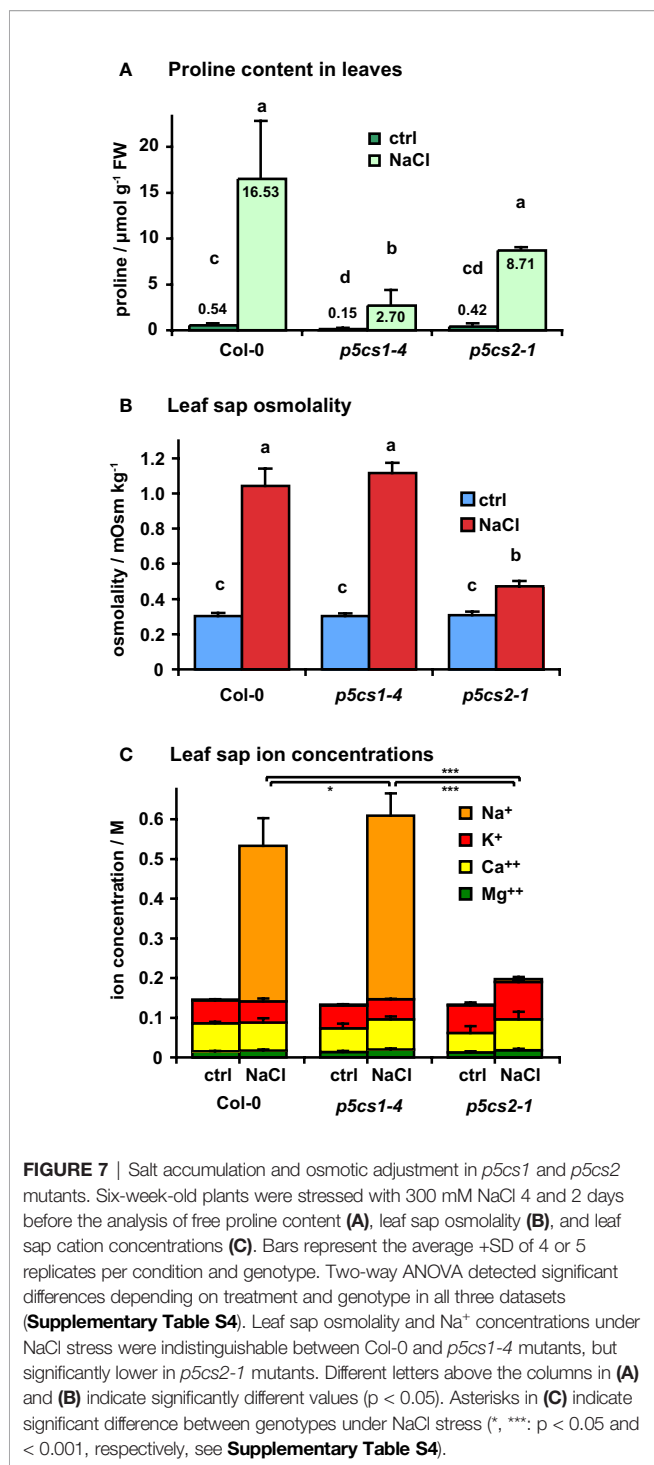 A Proline content in leaves
a
ctrl
NaCl
20
15
10
5
0
proline / µmol g⁻¹ FW
16.53
c
0.54
d
0.15
b
2.70
cd
0.42
a
8.71
Col-0 p5cs1-4 p5cs2-1
B Leaf sap osmolality
1.2
1.0
0.8
0.6
0.4
0.2
0
osmolality / mOsm kg⁻¹
a
a
ctrl
NaCl
b
c
c
c
Col-0 p5cs1-4 p5cs2-1
C Leaf sap ion concentrations
***
* ***
0.6
0.5
0.4
0.3
0.2
0.1
0
ion concentration / M
Na⁺
K⁺
Ca⁺⁺
Mg⁺⁺
ctrl NaCl ctrl NaCl ctrl NaCl
Col-0 p5cs1-4 p5cs2-1
FIGURE 7 | Salt accumulation and osmotic adjustment in p5cs1 and p5cs2
mutants. Six-week-old plants were stressed with 300 mM NaCl 4 and 2 days
before the analysis of free proline content (A), leaf sap osmolality (B), and leaf
sap cation concentrations (C). Bars represent the average +SD of 4 or 5
replicates per condition and genotype. Two-way ANOVA detected significant
differences depending on treatment and genotype in all three datasets
(Supplementary Table S4). Leaf sap osmolality and Na⁺ concentrations under
NaCl stress were indistinguishable between Col-0 and p5cs1-4 mutants, but
significantly lower in p5cs2-1 mutants. Different letters above the columns in (A)
and (B) indicate significantly different values (p < 0.05). Asterisks in (C) indicate
significant difference between genotypes under NaCl stress (*, ***: p < 0.05 and
< 0.001, respectively, see Supplementary Table S4).